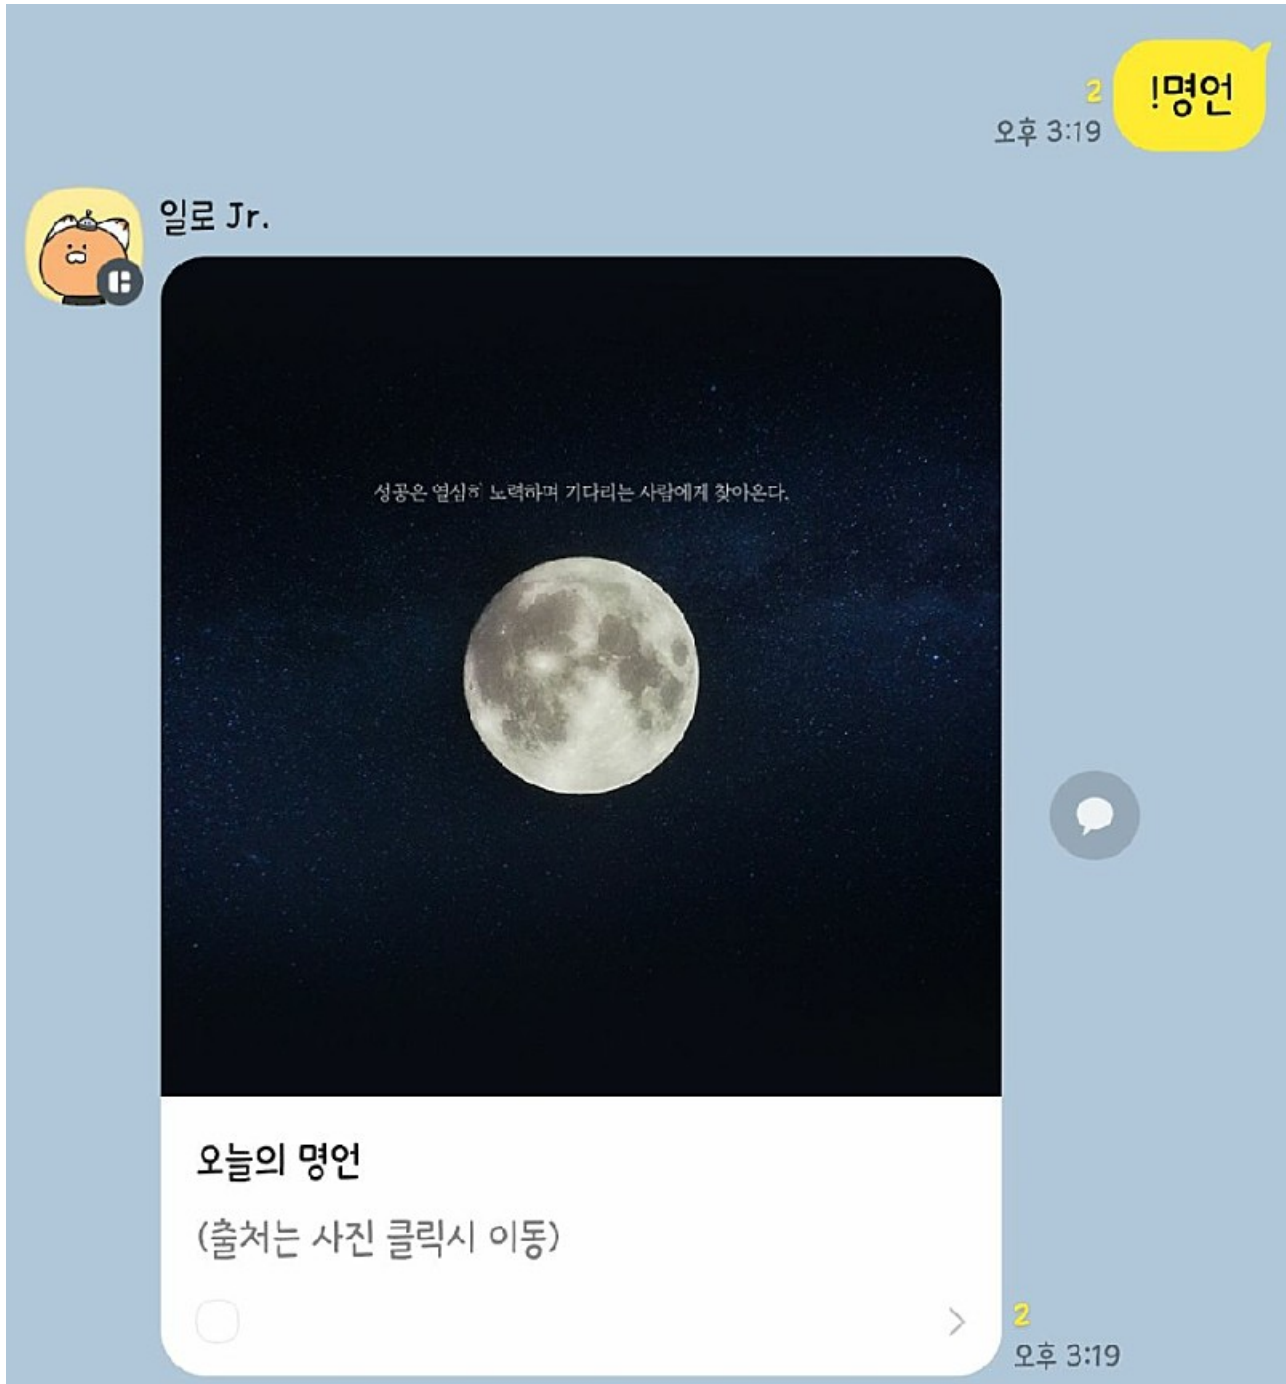 !명언
2
오후 3:19
일로 Jr.
성공은 열심히 노력하며 기다리는 사람에게 찾아온다.
오늘의 명언
(출처는 사진 클릭시 이동)
2
오후 3:19